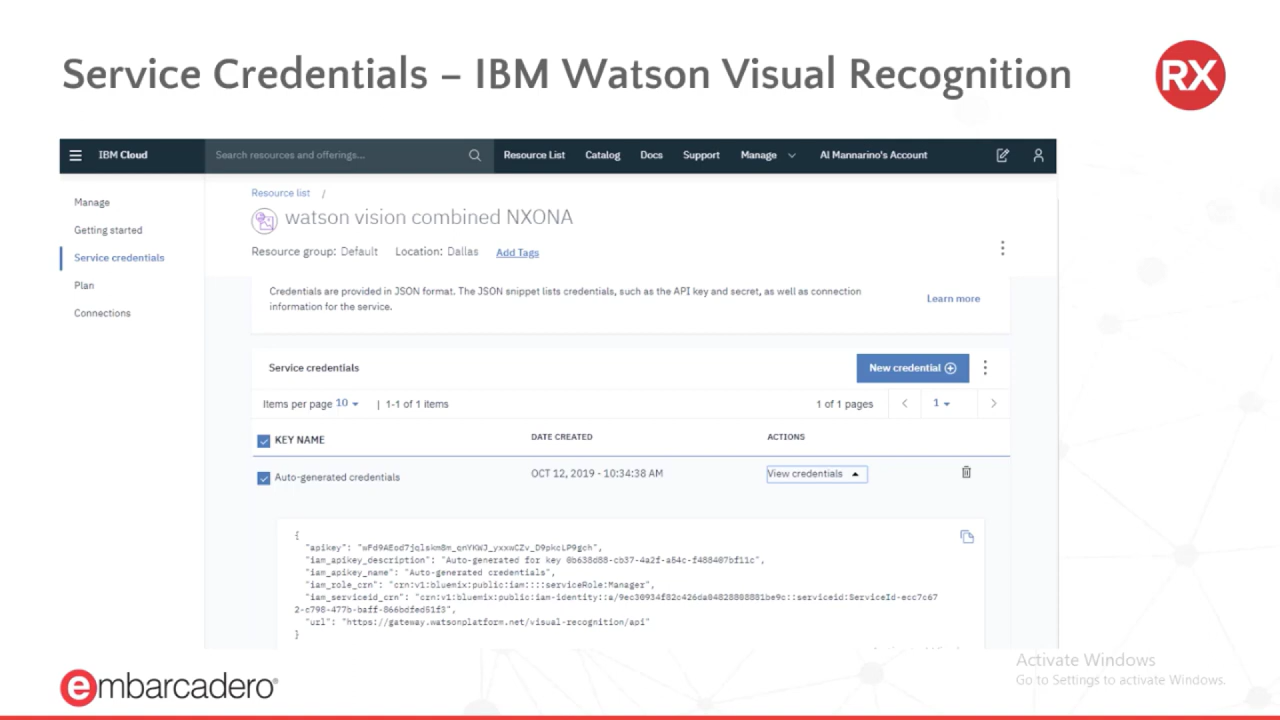 Service Credentials – IBM Watson Visual Recognition
RX
IBM Cloud
Search resources and offerings...
Resource List
Catalog
Docs
Support
Manage
Al Mannarino's Account
Manage
Getting started
Service credentials
Plan
Connections
Resource list /
watson vision combined NXONA
Resource group: Default Location: Dallas Add Tags
Credentials are provided in JSON format. The JSON snippet lists credentials, such as the API key and secret, as well as connection
information for the service.
Learn more
Service credentials
New credential
Items per page 10 | 1-1 of 1 items
1 of 1 pages
1
KEY NAME
DATE CREATED
ACTIONS
Auto-generated credentials
OCT 12, 2019 - 10:34:38 AM
View credentials
{
"apikey":
"iam_apikey_description": "Auto-generated for key
"iam_apikey_name": "Auto-generated credentials",
"iam_role_crn": "crn:v1:bluemix:public:iam::::serviceRole:Manager",
"iam_serviceid_crn":
"url": "https://gateway.watsonplatform.net/visual-recognition/api"
}
embarcadero®
Activate Windows
Go to Settings to activate Windows.